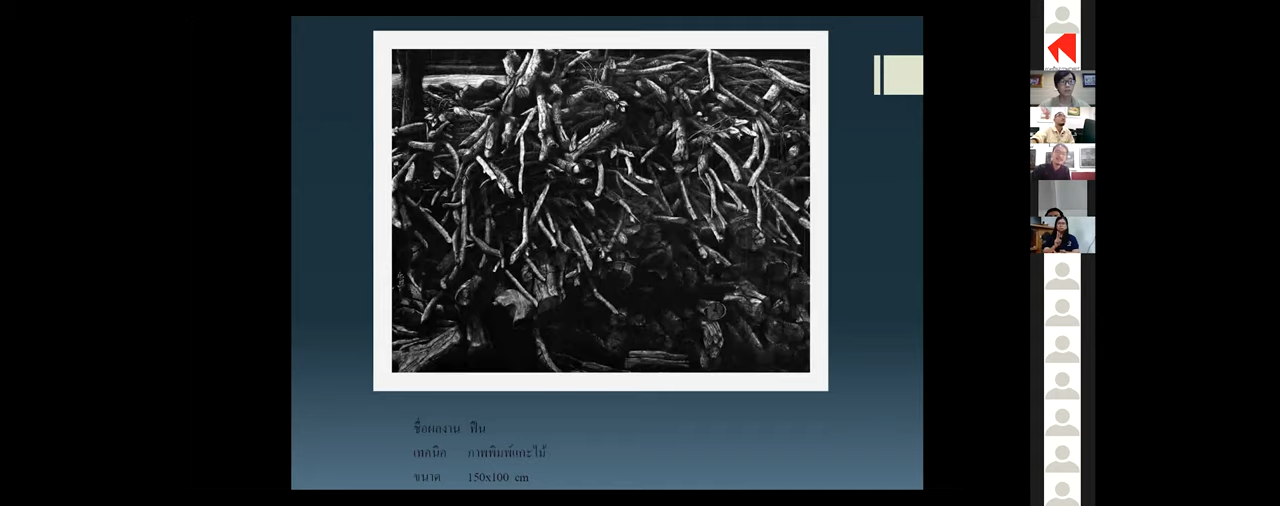 ชื่อผลงาน ฟืน
เทคนิค ภาพพิมพ์แกะไม้
ขนาด 150x100 cm